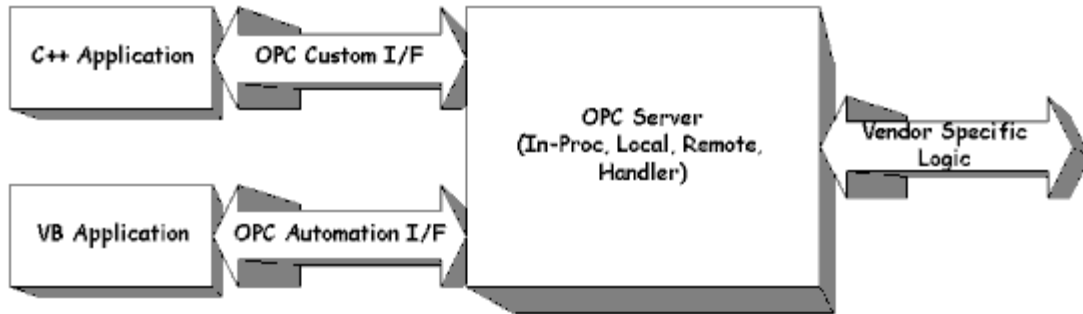 C++ Application
OPC Custom I/F
OPC Server
(In-Proc, Local, Remote,
Handler)
Vendor Specific
Logic
VB Application
OPC Automation I/F